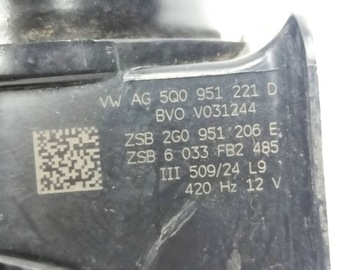 VW AG 5Q0 951 221 D
BVO V031244
ZSB 2G0 951 206 E
ZSB 6 033 FB2 485
III 509/24 L9
420 Hz 12 V